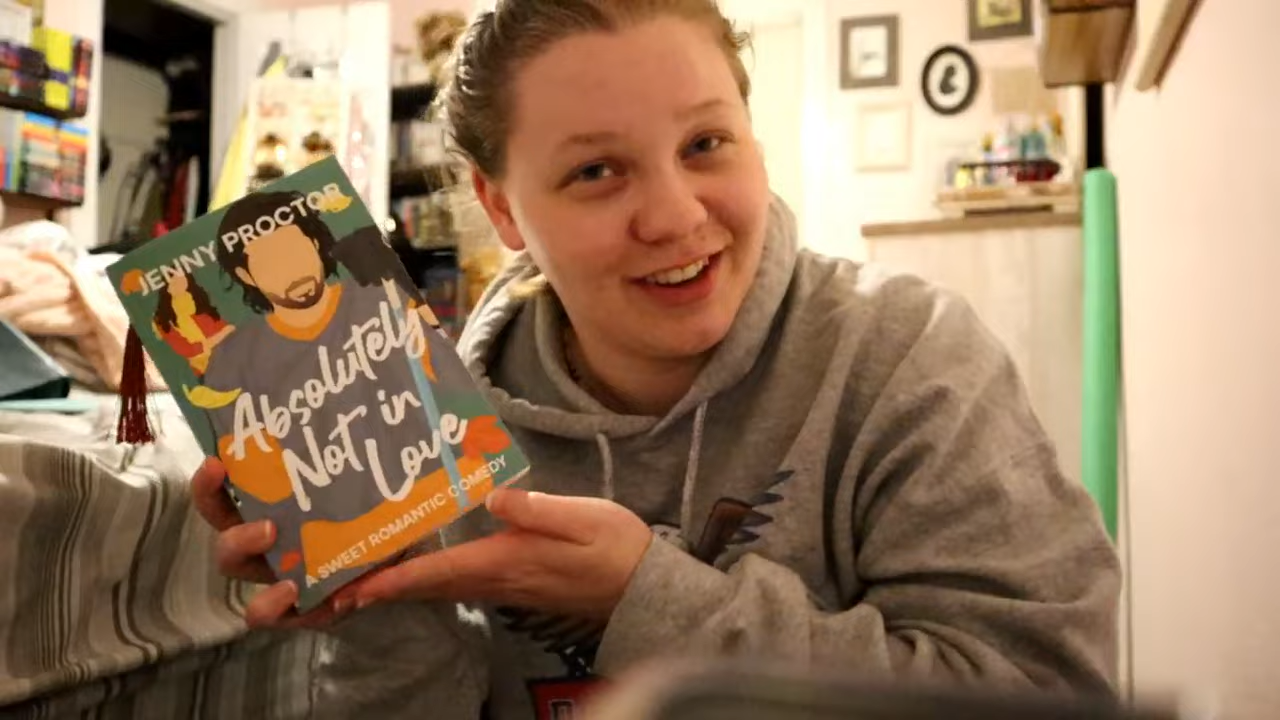 JENNY PROCTOR
Absolutely
Not in
Love
A SWEET ROMANTIC COMEDY